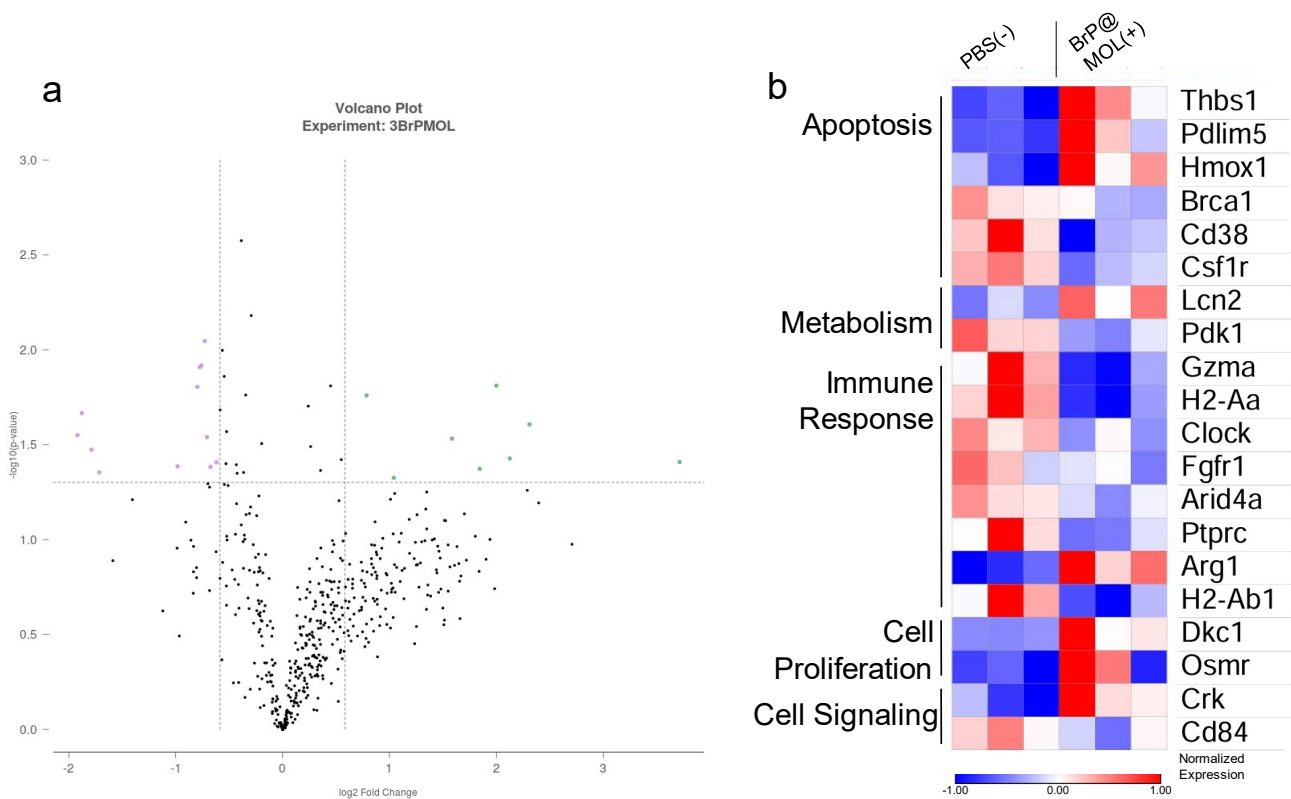 a
Volcano Plot
Experiment: 3BrPMOL
3.0
2.5
2.0
1.5
1.0
0.5
0.0
-log10(p-value)
-2
-1
0
1
2
3
log2 Fold Change
b
PBS(-)
BrP@
MOL(+)
Apoptosis
Metabolism
Immune
Response
Cell
Proliferation
Cell Signaling
Thbs1
Pdlim5
Hmox1
Brca1
Cd38
Csf1r
Lcn2
Pdk1
Gzma
H2-Aa
Clock
Fgfr1
Arid4a
Ptprc
Arg1
H2-Ab1
Dkc1
Osmr
Crk
Cd84
Normalized
Expression
-1.00
0.00
1.00